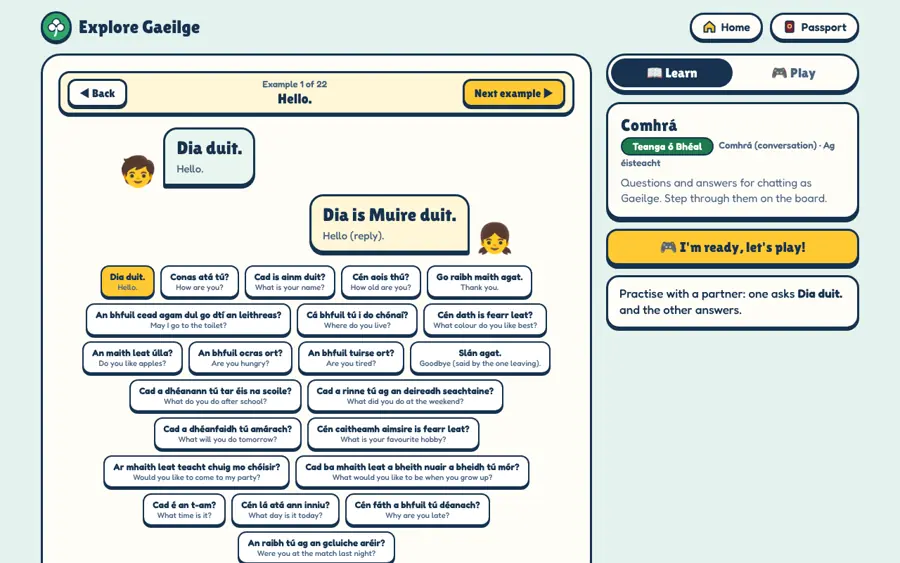 Explore Gaeilge
Home
Passport
Back
Example 1 of 22
Hello.
Next example
Dia duit.
Hello.
Dia is Muire duit.
Hello (reply).
Dia duit.
Hello.
Conas atá tú?
How are you?
Cad is ainm duit?
What is your name?
Cén aois thú?
How old are you?
Go raibh maith agat.
Thank you.
An bhfuil cead agam dul go dtí an leithreas?
May I go to the toilet?
Cá bhfuil tú i do chónaí?
Where do you live?
Cén dath is fearr leat?
What colour do you like best?
An maith leat úlla?
Do you like apples?
An bhfuil ocras ort?
Are you hungry?
An bhfuil tuirse ort?
Are you tired?
Slán agat.
Goodbye (said by the one leaving).
Cad a dhéanann tú tar éis na scoile?
What do you do after school?
Cad a rinne tú ag an deireadh seachtaine?
What did you do at the weekend?
Cad a dhéanfaidh tú amárach?
What will you do tomorrow?
Cén caitheamh aimsire is fearr leat?
What is your favourite hobby?
Ar mhaith leat teacht chuig mo chóisir?
Would you like to come to my party?
Cad ba mhaith leat a bheith nuair a bheidh tú mór?
What would you like to be when you grow up?
Cad é an t-am?
What time is it?
Cén lá atá ann inniu?
What day is it today?
Cén fáth a bhfuil tú déanach?
Why are you late?
An raibh tú ag an gcluiche aréir?
Were you at the match last night?
Learn
Play
Comhrá
Teanga ó Bhéal
Comhrá (conversation) · Ag
éisteacht
Questions and answers for chatting as
Gaeilge. Step through them on the board.
I'm ready, let's play!
Practise with a partner: one asks Dia duit.
and the other answers.